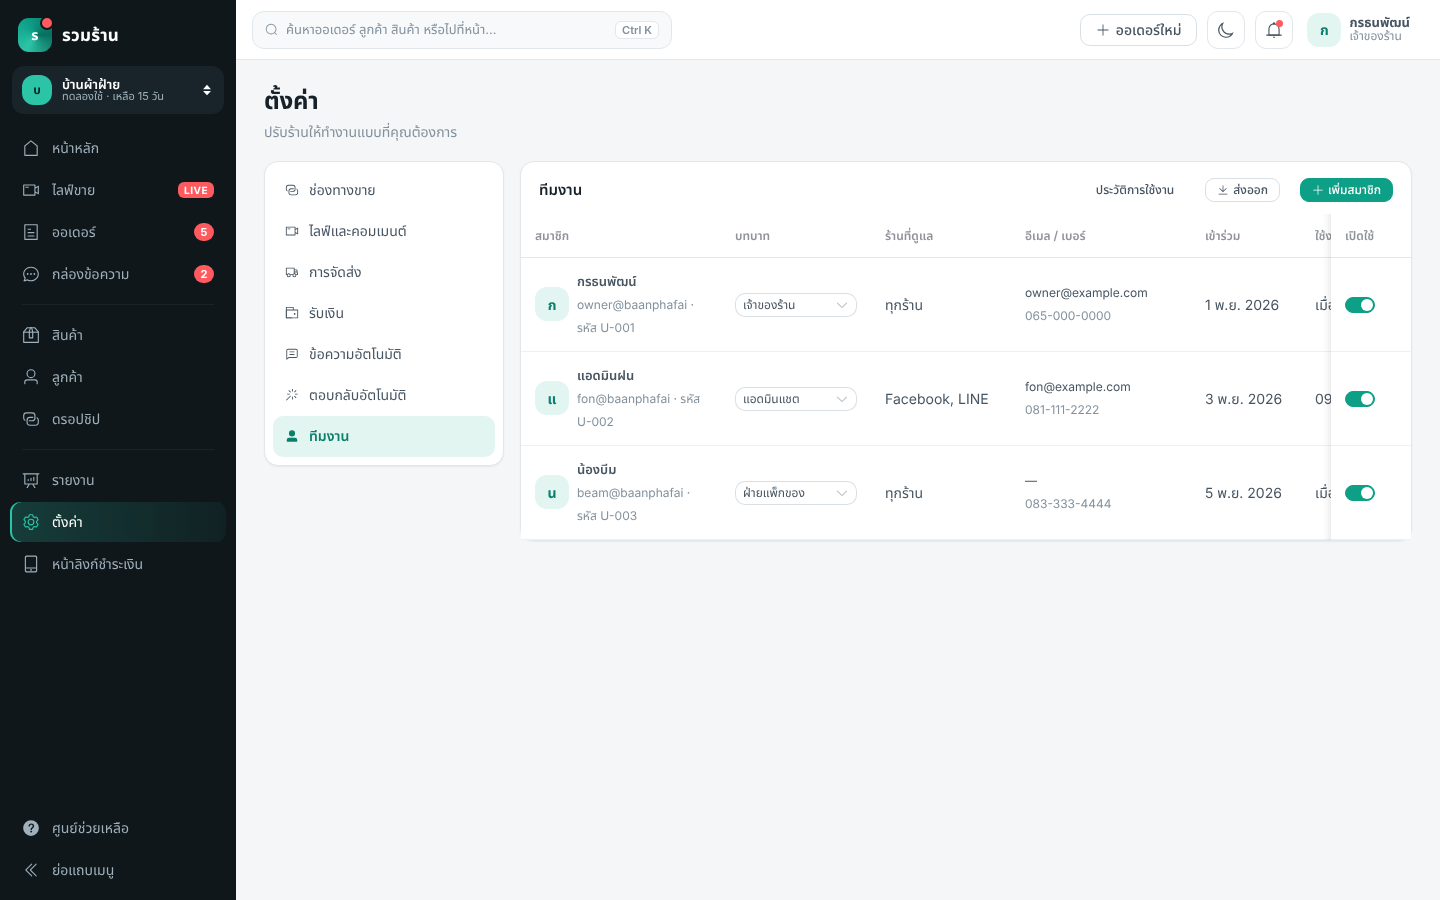 s
รวมร้าน
บ
บ้านผ้าฝ้าย
ทดลองใช้ · เหลือ 15 วัน
หน้าหลัก
ไลฟ์ขาย
LIVE
ออเดอร์
5
กล่องข้อความ
2
สินค้า
ลูกค้า
ดรอปชิป
รายงาน
ตั้งค่า
หน้าลิงก์ชำระเงิน
ศูนย์ช่วยเหลือ
ย่อแถบเมนู
ค้นหาออเดอร์ ลูกค้า สินค้า หรือไปที่หน้า...
Ctrl K
ออเดอร์ใหม่
ก
กรธนพัฒน์
เจ้าของร้าน
ตั้งค่า
ปรับร้านให้ทำงานแบบที่คุณต้องการ
ช่องทางขาย
ไลฟ์และคอมเมนต์
การจัดส่ง
รับเงิน
ข้อความอัตโนมัติ
ตอบกลับอัตโนมัติ
ทีมงาน
ทีมงาน
ประวัติการใช้งาน
ส่งออก
เพิ่มสมาชิก
สมาชิก
บทบาท
ร้านที่ดูแล
อีเมล / เบอร์
เข้าร่วม
ใช้ง
เปิดใช้
ก
กรธนพัฒน์
owner@baanphafai ·
รหัส U-001
เจ้าของร้าน
ทุกร้าน
owner@example.com
065-000-0000
1 พ.ย. 2026
เมื่อ
แ
แอดมินฝน
fon@baanphafai · รหัส
U-002
แอดมินแชต
Facebook, LINE
fon@example.com
081-111-2222
3 พ.ย. 2026
09
น
น้องบีม
beam@baanphafai ·
รหัส U-003
ฝ่ายแพ็กของ
ทุกร้าน
—
083-333-4444
5 พ.ย. 2026
เมื่อ